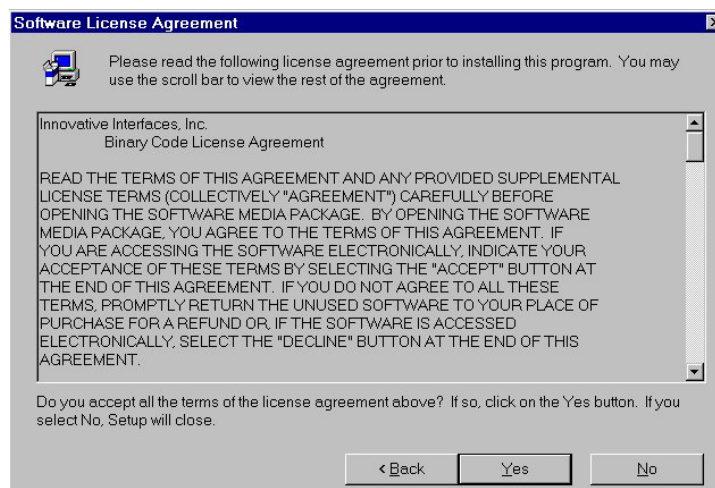 Software License Agreement
Please read the following license agreement prior to installing this program. You may
use the scroll bar to view the rest of the agreement.
Innovative Interfaces, Inc.
Binary Code License Agreement
READ THE TERMS OF THIS AGREEMENT AND ANY PROVIDED SUPPLEMENTAL
LICENSE TERMS (COLLECTIVELY "AGREEMENT") CAREFULLY BEFORE
OPENING THE SOFTWARE MEDIA PACKAGE. BY OPENING THE SOFTWARE
MEDIA PACKAGE, YOU AGREE TO THE TERMS OF THIS AGREEMENT. IF
YOU ARE ACCESSING THE SOFTWARE ELECTRONICALLY, INDICATE YOUR
ACCEPTANCE OF THESE TERMS BY SELECTING THE "ACCEPT" BUTTON AT
THE END OF THIS AGREEMENT. IF YOU DO NOT AGREE TO ALL THESE
TERMS, PROMPTLY RETURN THE UNUSED SOFTWARE TO YOUR PLACE OF
PURCHASE FOR A REFUND OR, IF THE SOFTWARE IS ACCESSED
ELECTRONICALLY, SELECT THE "DECLINE" BUTTON AT THE END OF THIS
AGREEMENT.
Do you accept all the terms of the license agreement above? If so, click on the Yes button. If you
select No, Setup will close.
< Back Yes No